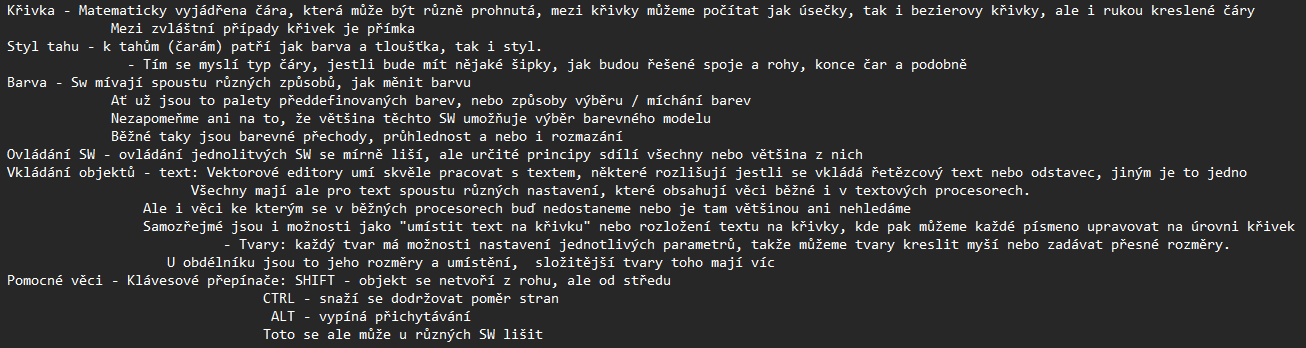 Křivka - Matematicky vyjádřena čára, která může být různě prohnutá, mezi křivky můžeme počítat jak úsečky, tak i bezierovy křivky, ale i rukou kreslené čáry
Mezi zvláštní případy křivek je přímka
Styl tahu - k tahům (čarám) patří jak barva a tloušťka, tak i styl.
- Tím se myslí typ čáry, jestli bude mít nějaké šipky, jak budou řešené spoje a rohy, konce čar a podobně
Barva - Sw mívají spoustu různých způsobů, jak měnit barvu
Ať už jsou to palety předdefinovaných barev, nebo způsoby výběru / míchání barev
Nezapomeňme ani na to, že většina těchto SW umožňuje výběr barevného modelu
Běžné taky jsou barevné přechody, průhlednost a nebo i rozmazání
Ovládání SW - ovládání jednolitvých SW se mírně liší, ale určité principy sdílí všechny nebo většina z nich
Vkládání objektů - text: Vektorové editory umí skvěle pracovat s textem, některé rozlišují jestli se vkládá řetězcový text nebo odstavec, jiným je to jedno
Všechny mají ale pro text spoustu různých nastavení, které obsahují věci běžné i v textových procesorech.
Ale i věci ke kterým se v běžných procesorech buď nedostaneme nebo je tam většinou ani nehledáme
Samozřejmé jsou i možnosti jako "umístit text na křivku" nebo rozložení textu na křivky, kde pak můžeme každé písmeno upravovat na úrovni křivek
- Tvary: každý tvar má možnosti nastavení jednotlivých parametrů, takže můžeme tvary kreslit myší nebo zadávat přesné rozměry.
U obdélníku jsou to jeho rozměry a umístění,  složitější tvary toho mají víc
Pomocné věci - Klávesové přepínače: SHIFT - objekt se netvoří z rohu, ale od středu
CTRL - snaží se dodržovat poměr stran
ALT - vypíná přichytávání
Toto se ale může u různých SW lišit